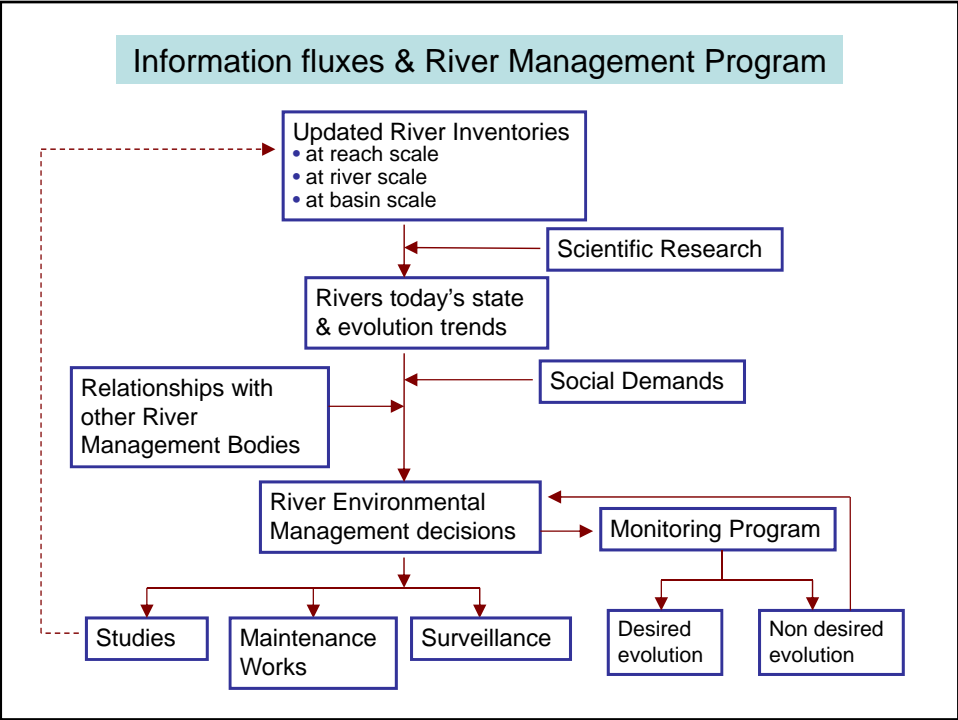 Information fluxes & River Management Program
Updated River Inventories
• at reach scale
• at river scale
• at basin scale
Scientific Research
Rivers today’s state
& evolution trends
Relationships with
other River
Management Bodies
Social Demands
River Environmental
Management decisions
Monitoring Program
Studies
Maintenance
Works
Surveillance
Desired
evolution
Non desired
evolution